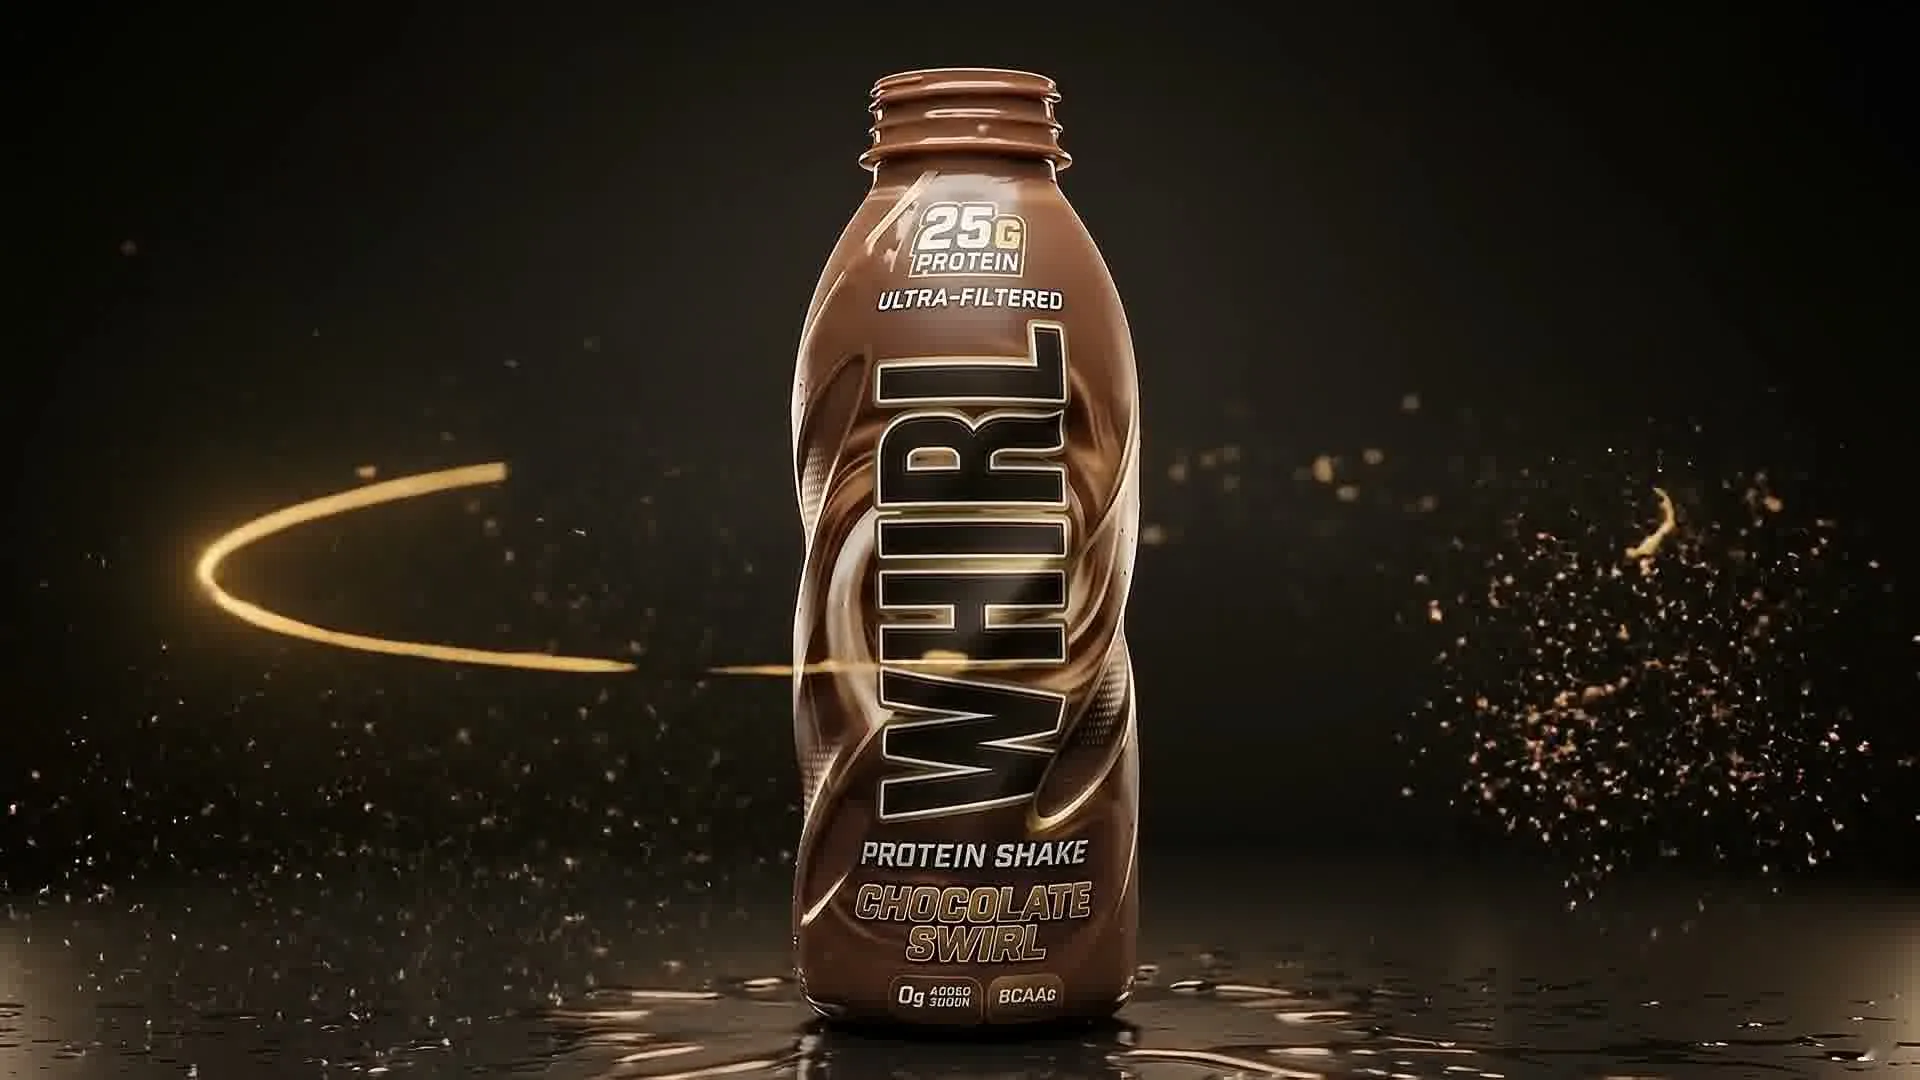 25G
PROTEIN
ULTRA-FILTERED
WHIRL
PROTEIN SHAKE
CHOCOLATE
SWIRL
0g
BCAAs